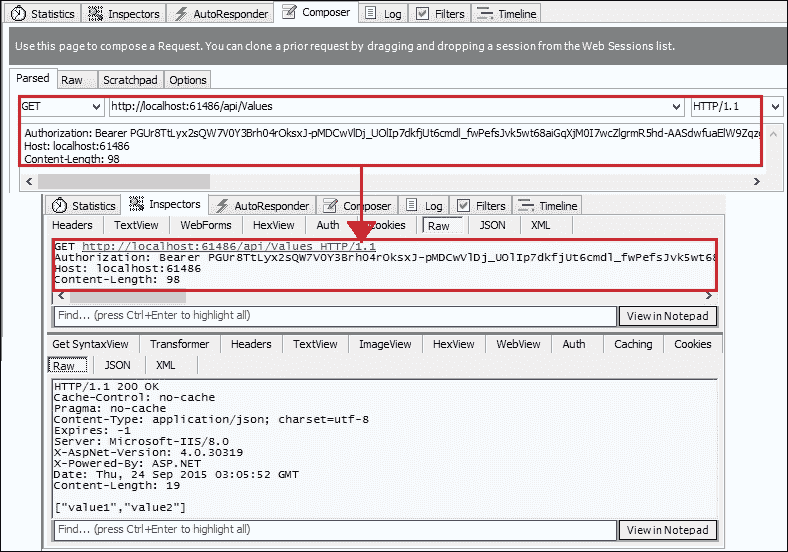 Statistics Inspectors AutoResponder Composer Log Filters Timeline
Use this page to compose a Request. You can clone a prior request by dragging and dropping a session from the Web Sessions list.
Parsed Raw Scratchpad Options
GET http://localhost:61486/api/Values HTTP/1.1
Authorization: Bearer
Host: localhost:61486
Content-Length: 98
Statistics Inspectors AutoResponder Composer Log Filters Timeline
Headers TextView WebForms HexView Auth Cookies Raw JSON XML
GET http://localhost:61486/api/Values HTTP/1.1
Authorization: Bearer
Host: localhost:61486
Content-Length: 98
Find... (press Ctrl+Enter to highlight all) View in Notepad
Get SyntaxView Transformer Headers TextView ImageView HexView WebView Auth Caching Cookies
Raw JSON XML
HTTP/1.1 200 OK
Cache-Control: no-cache
Pragma: no-cache
Content-Type: application/json; charset=utf-8
Expires: -1
Server: Microsoft-IIS/8.0
X-AspNet-Version: 4.0.30319
X-Powered-By: ASP.NET
Date: Thu, 24 Sep 2015 03:05:52 GMT
Content-Length: 19
["value1","value2"]
Find... (press Ctrl+Enter to highlight all) View in Notepad